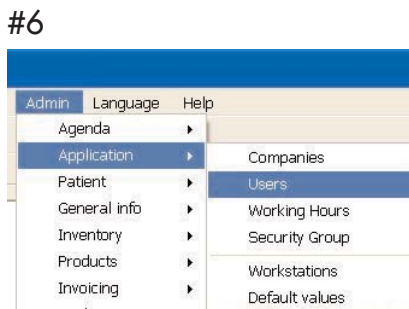 #6
Admin Language Help
Agenda
Application
Patient
General info
Inventory
Products
Invoicing
Companies
Users
Working Hours
Security Group
Workstations
Default values